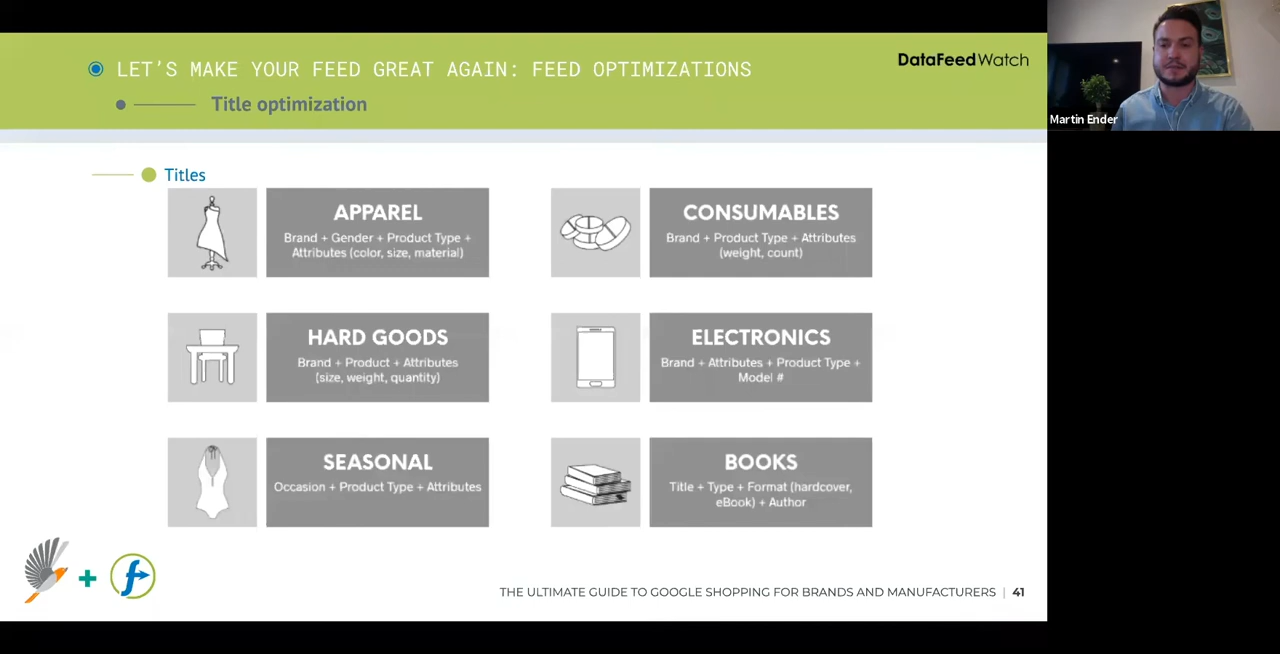 LET'S MAKE YOUR FEED GREAT AGAIN: FEED OPTIMIZATIONS
DataFeedWatch
Title optimization
Martin Ender
Titles
APPAREL
Brand + Gender + Product Type +
Attributes (color, size, material)
CONSUMABLES
Brand + Product Type + Attributes
(weight, count)
HARD GOODS
Brand + Product + Attributes
(size, weight, quantity)
ELECTRONICS
Brand + Attributes + Product Type +
Model #
SEASONAL
Occasion + Product Type + Attributes
BOOKS
Title + Type + Format (hardcover,
eBook) + Author
+ f
THE ULTIMATE GUIDE TO GOOGLE SHOPPING FOR BRANDS AND MANUFACTURERS | 41